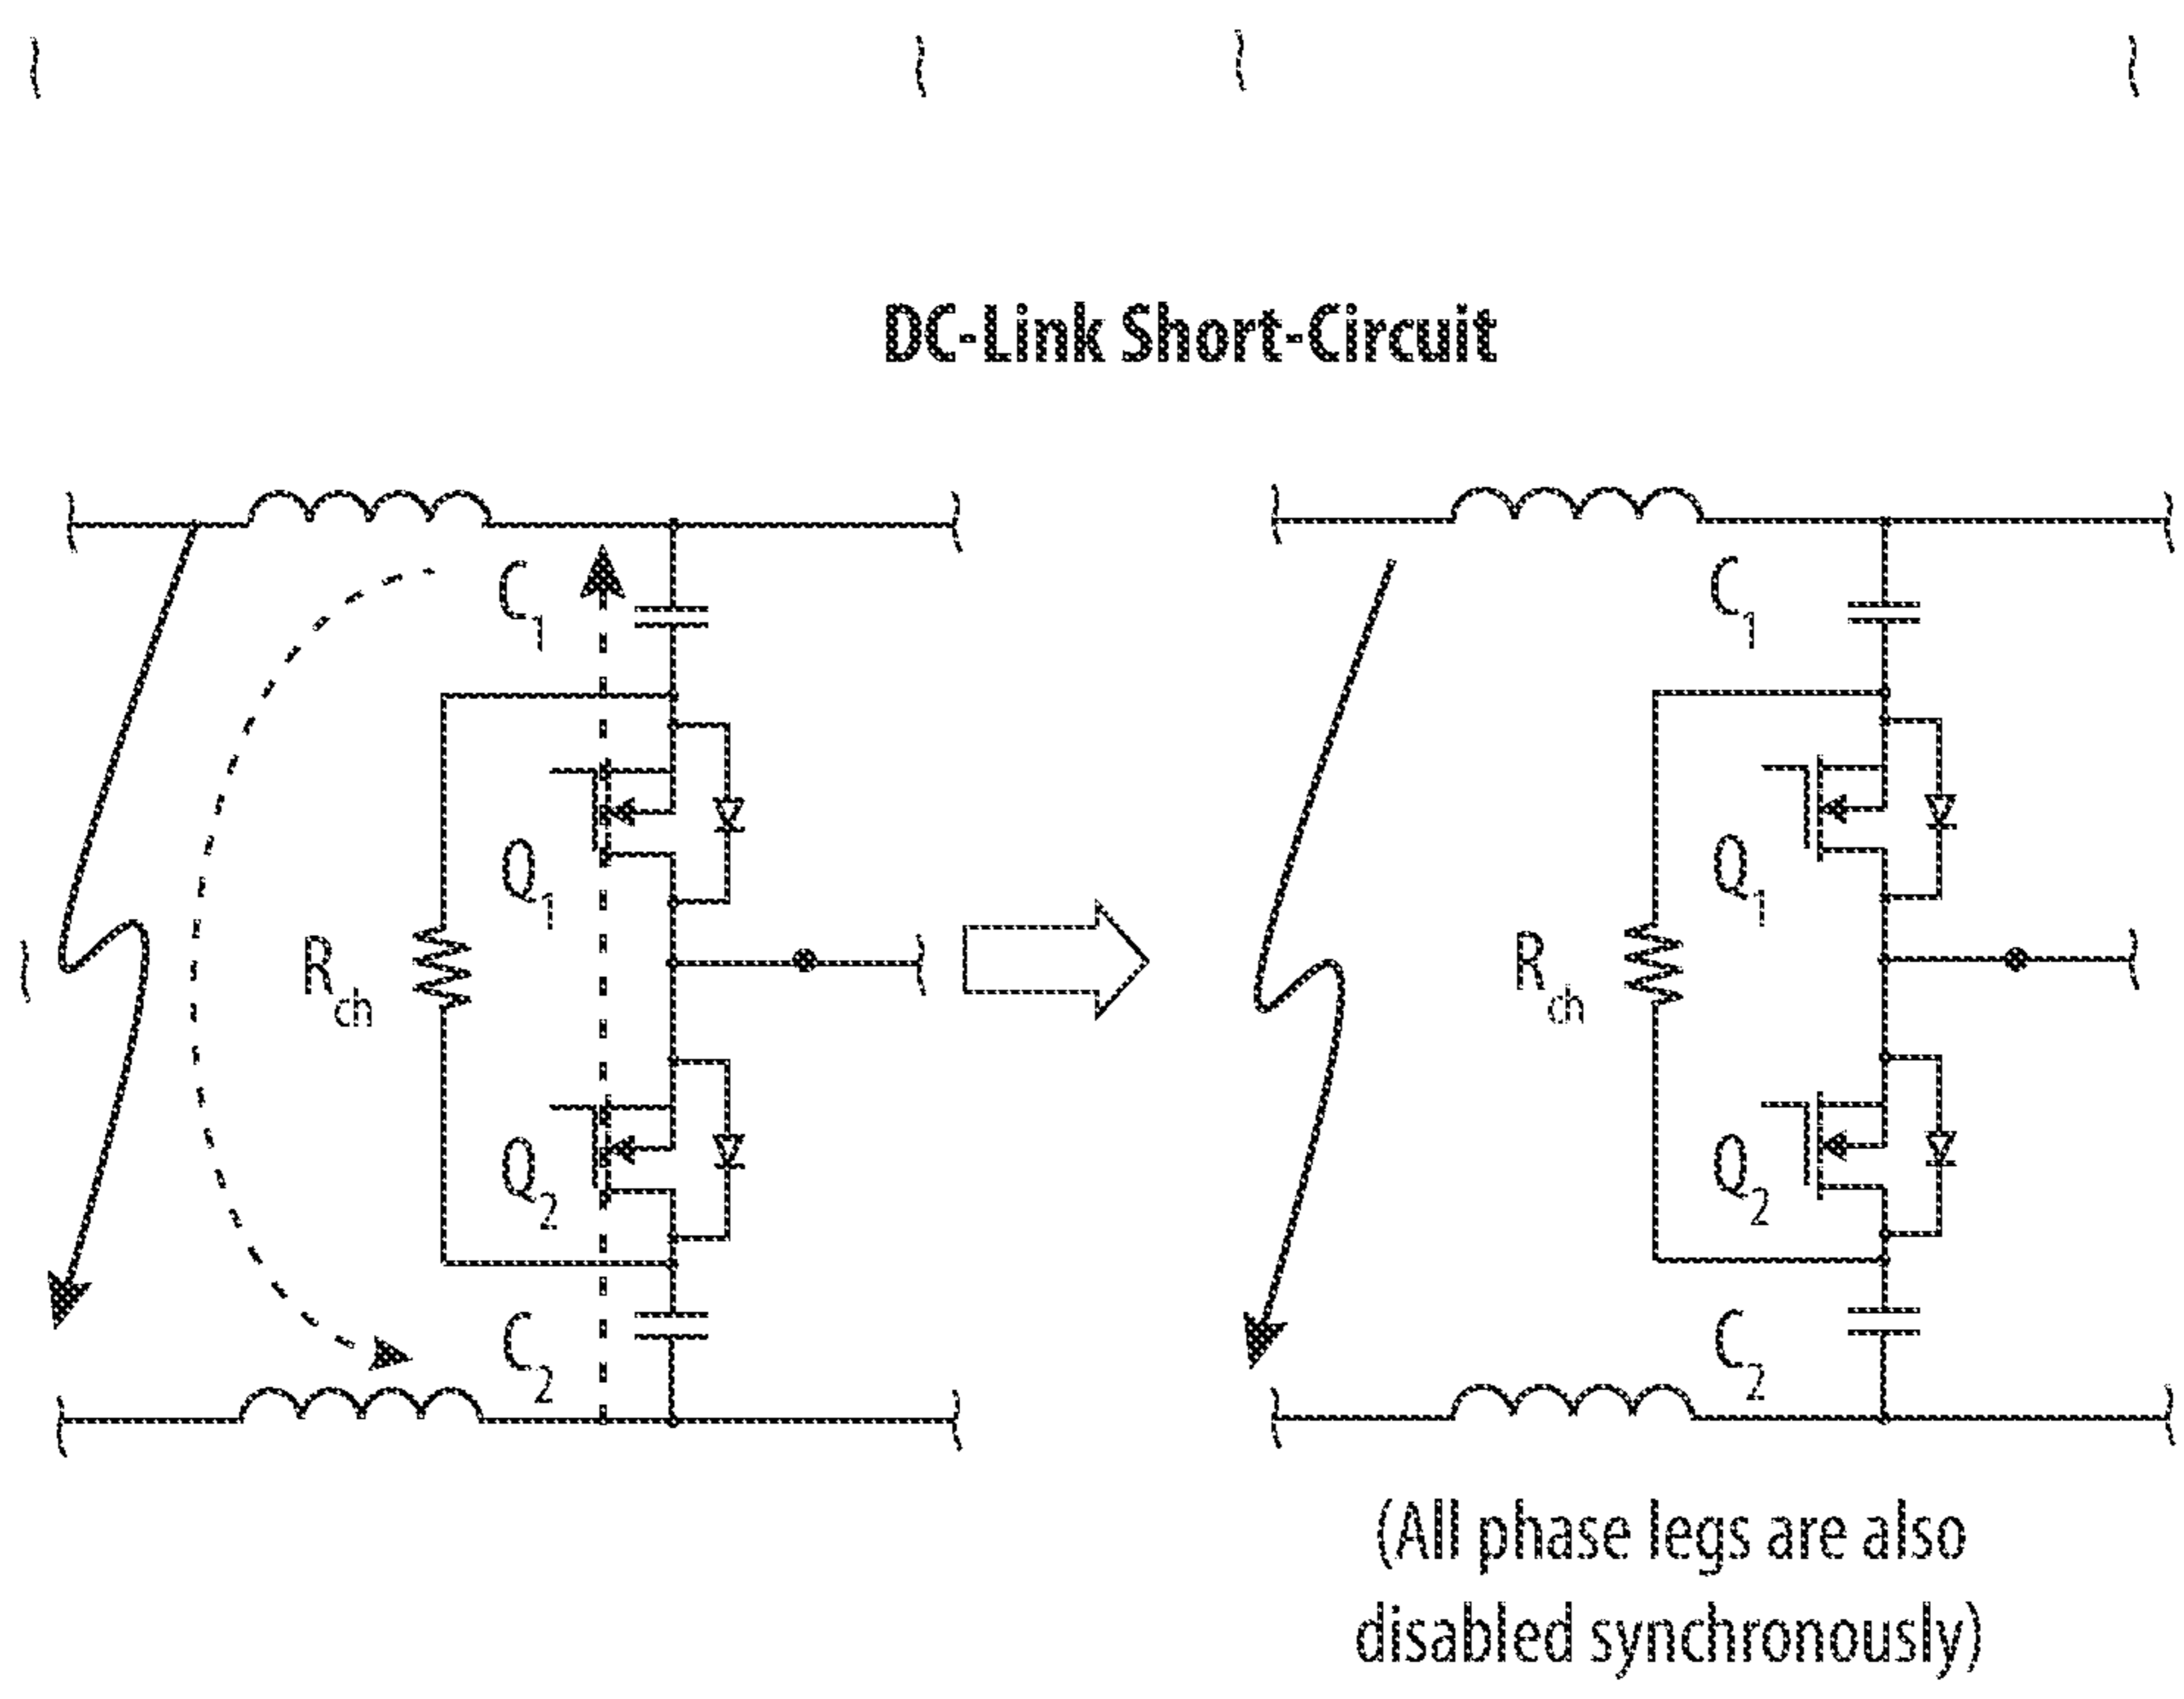 DC-Link Short-Circuit
C1
C1
Q1
Q1
Rch
Rch
Q2
Q2
C2
C2
(All phase legs are also
disabled synchronously)